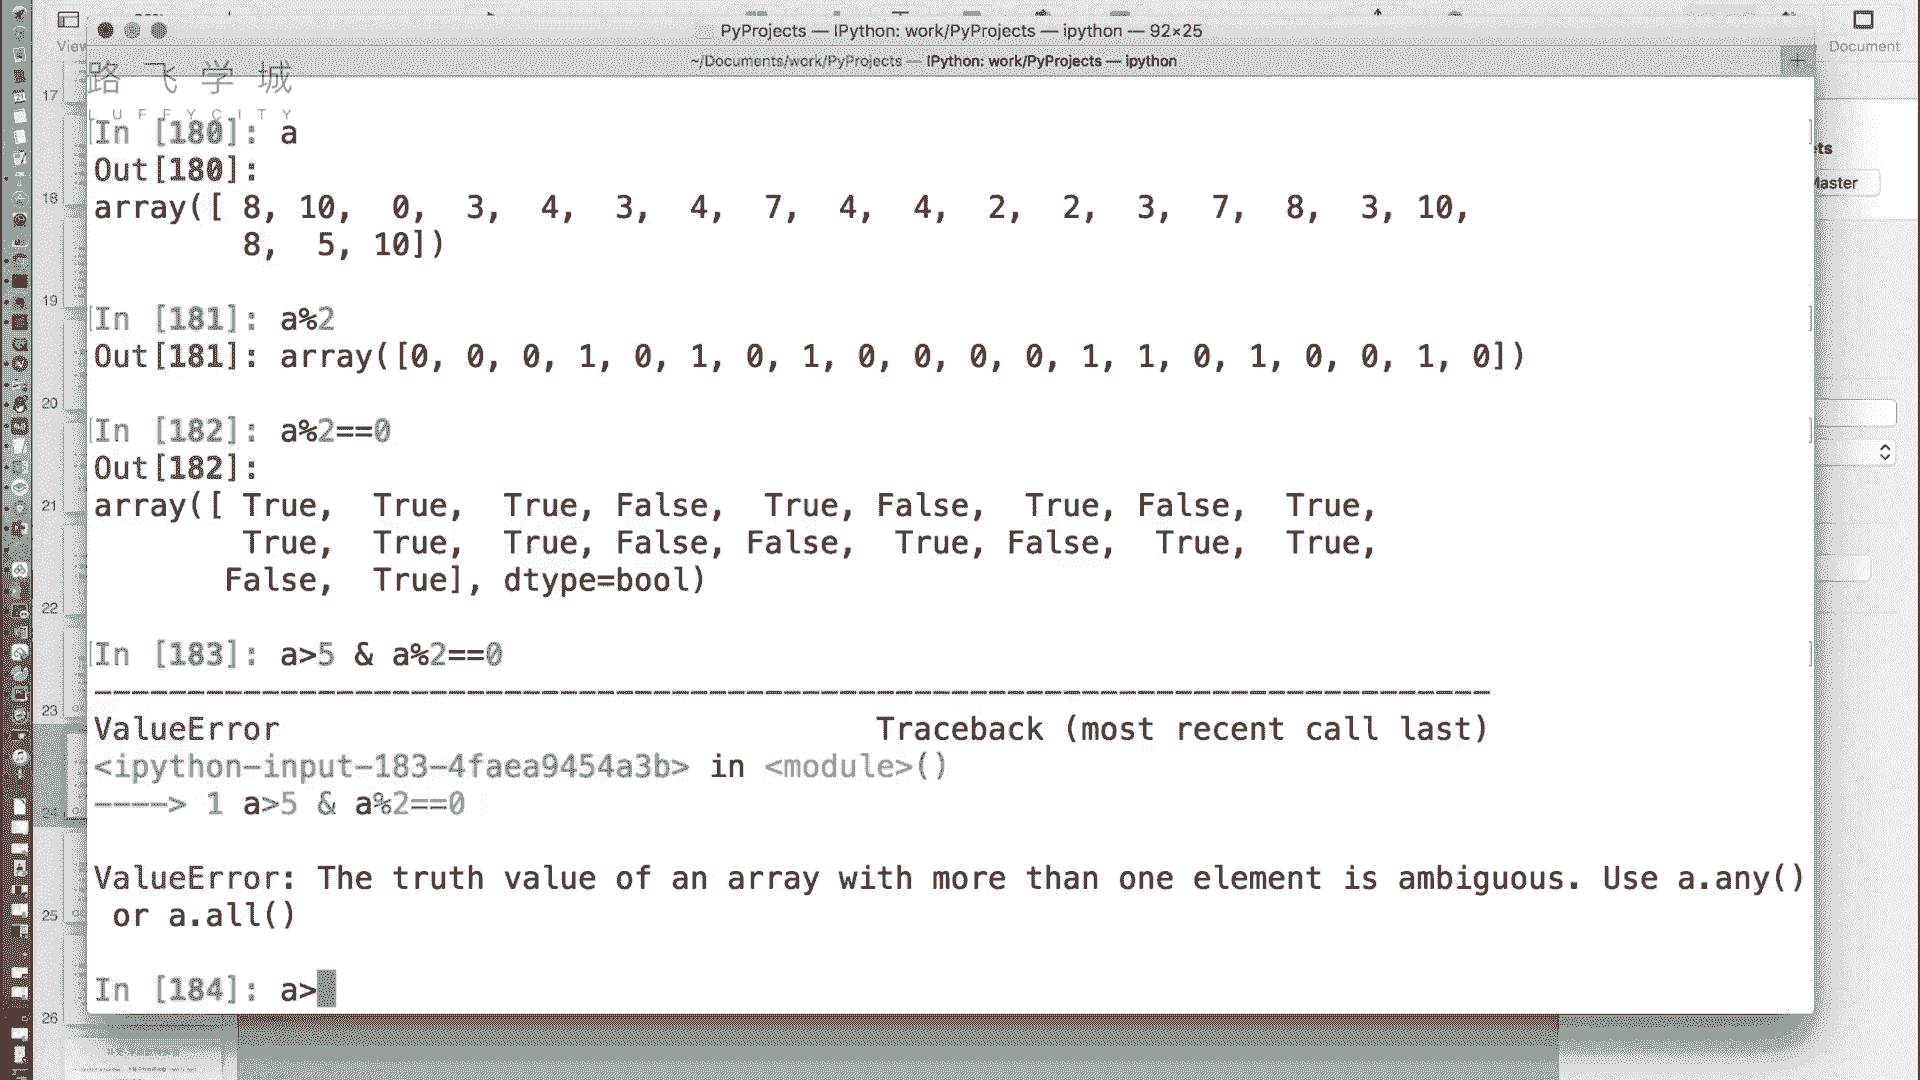 PyProjects — IPython: work/PyProjects — ipython — 92×25
View
Document
~/Documents/work/PyProjects — IPython: work/PyProjects — ipython
+
路飞学城
LUFFYCITY
17
In [180]: a
Out[180]:
array([ 8, 10,  0,  3,  4,  3,  4,  7,  4,  4,  2,  2,  3,  7,  8,  3, 10,
        8,  5, 10])
18
Master
In [181]: a%2
Out[181]: array([0, 0, 0, 1, 0, 1, 0, 1, 0, 0, 0, 0, 1, 1, 0, 1, 0, 0, 1, 0])
19
20
In [182]: a%2==0
Out[182]:
array([ True,  True,  True, False,  True, False,  True, False,  True,
        True,  True,  True, False, False,  True, False,  True,  True,
       False,  True], dtype=bool)
21
22
In [183]: a>5 & a%2==0
---------------------------------------------------------------------------
23
ValueError                                Traceback (most recent call last)
<ipython-input-183-4faea9454a3b> in <module>()
----> 1 a>5 & a%2==0
24
ValueError: The truth value of an array with more than one element is ambiguous. Use a.any()
 or a.all()
25
In [184]: a>
26